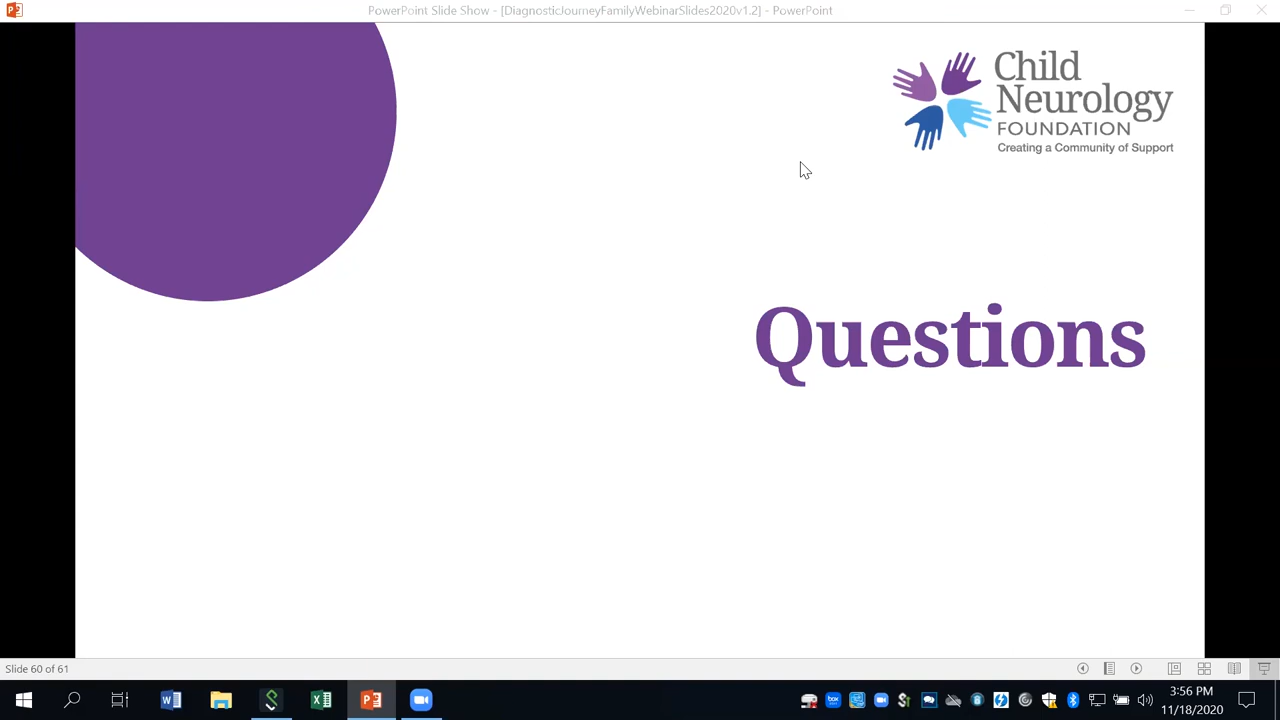 PowerPoint Slide Show - [DiagnosticJourneyFamilyWebinarSlides2020v1.2] - PowerPoint
Child
Neurology
FOUNDATION
Creating a Community of Support
Questions
Slide 60 of 61
3:56 PM
11/18/2020